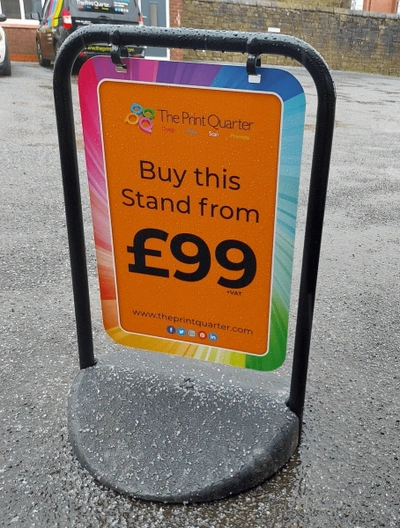 The Print Quarter
Buy this
Stand from
£99
+VAT
www.theprintquarter.com